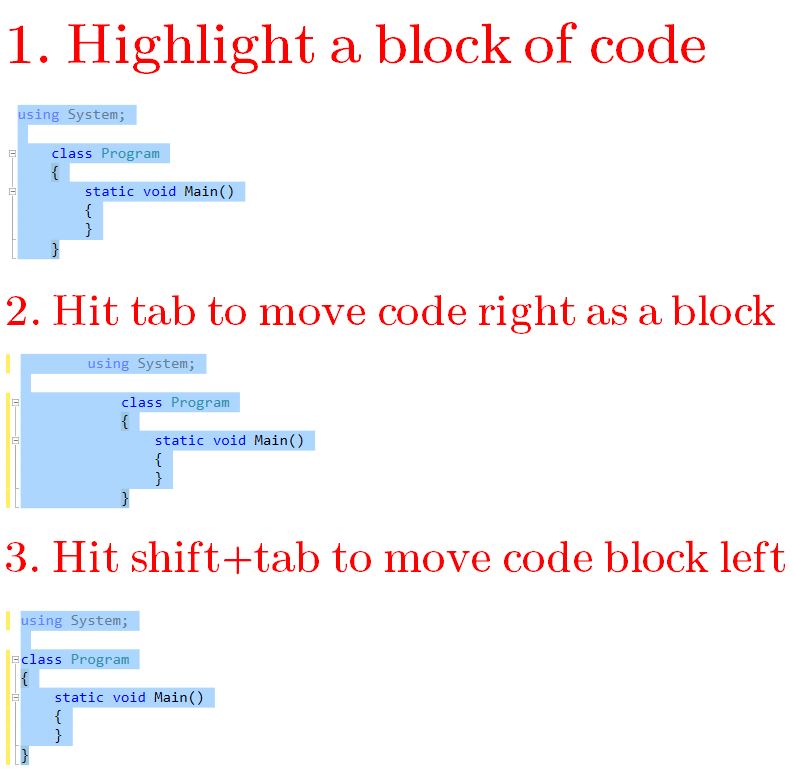 1. Highlight a block of code
using System;
class Program
{
static void Main()
{
}
}
2. Hit tab to move code right as a block
using System;
class Program
{
static void Main()
{
}
}
3. Hit shift+tab to move code block left
using System;
class Program
{
static void Main()
{
}
}